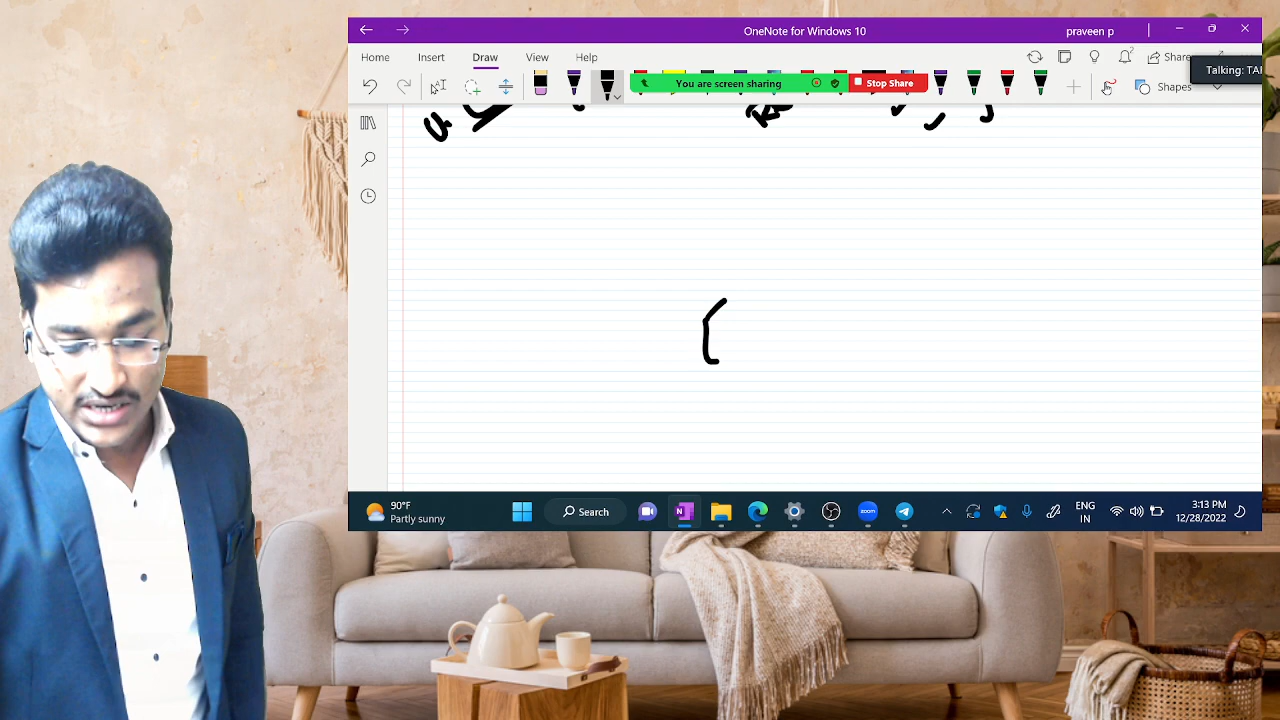 OneNote for Windows 10
praveen p
Home Insert Draw View Help
Share
You are screen sharing
Stop Share
Talking:
Shapes
90°F
Partly sunny
Search
N
zoom
ENG
IN
3:13 PM
12/28/2022